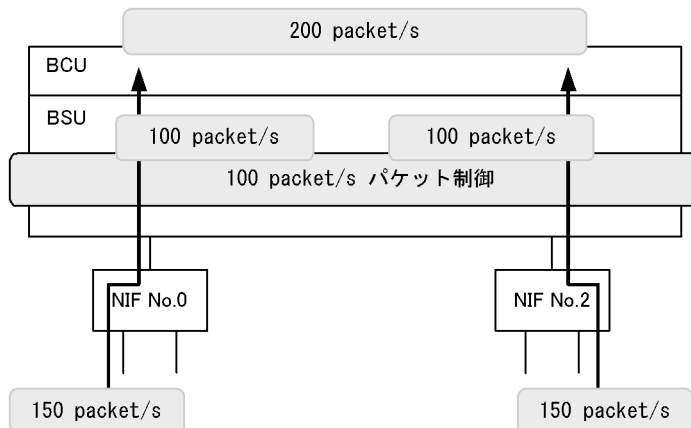 200 packet/s
BCU
BSU
100 packet/s
100 packet/s
100 packet/s パケット制御
NIF No.0
NIF No.2
150 packet/s
150 packet/s